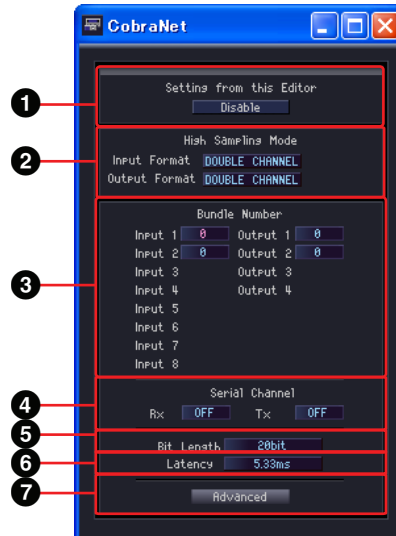 CobraNet
1
Setting from this Editor
Disable
2
High Sampling Mode
Input Format DOUBLE CHANNEL
Output Format DOUBLE CHANNEL
3
Bundle Number
Input 1 0 Output 1 0
Input 2 0 Output 2 0
Input 3 Output 3
Input 4 Output 4
Input 5
Input 6
Input 7
Input 8
4
Serial Channel
Rx OFF Tx OFF
5
Bit Length 20bit
6
Latency 5.33ms
7
Advanced